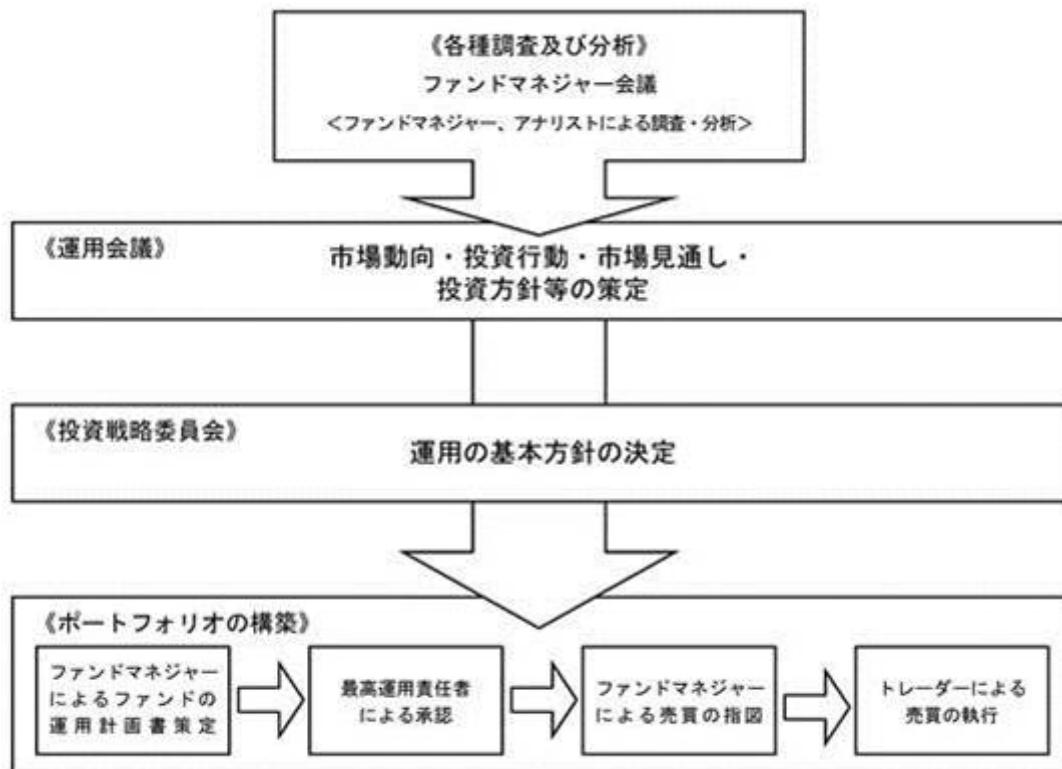 《各種調査及び分析》
ファンドマネジャー会議
＜ファンドマネジャー、アナリストによる調査・分析＞
《運用会議》
市場動向・投資行動・市場見通し・
投資方針等の策定
《投資戦略委員会》
運用の基本方針の決定
《ポートフォリオの構築》
ファンドマネジャー
によるファンドの
運用計画書策定
最高運用責任者
による承認
ファンドマネジャー
による売買の指図
トレーダーによる
売買の執行